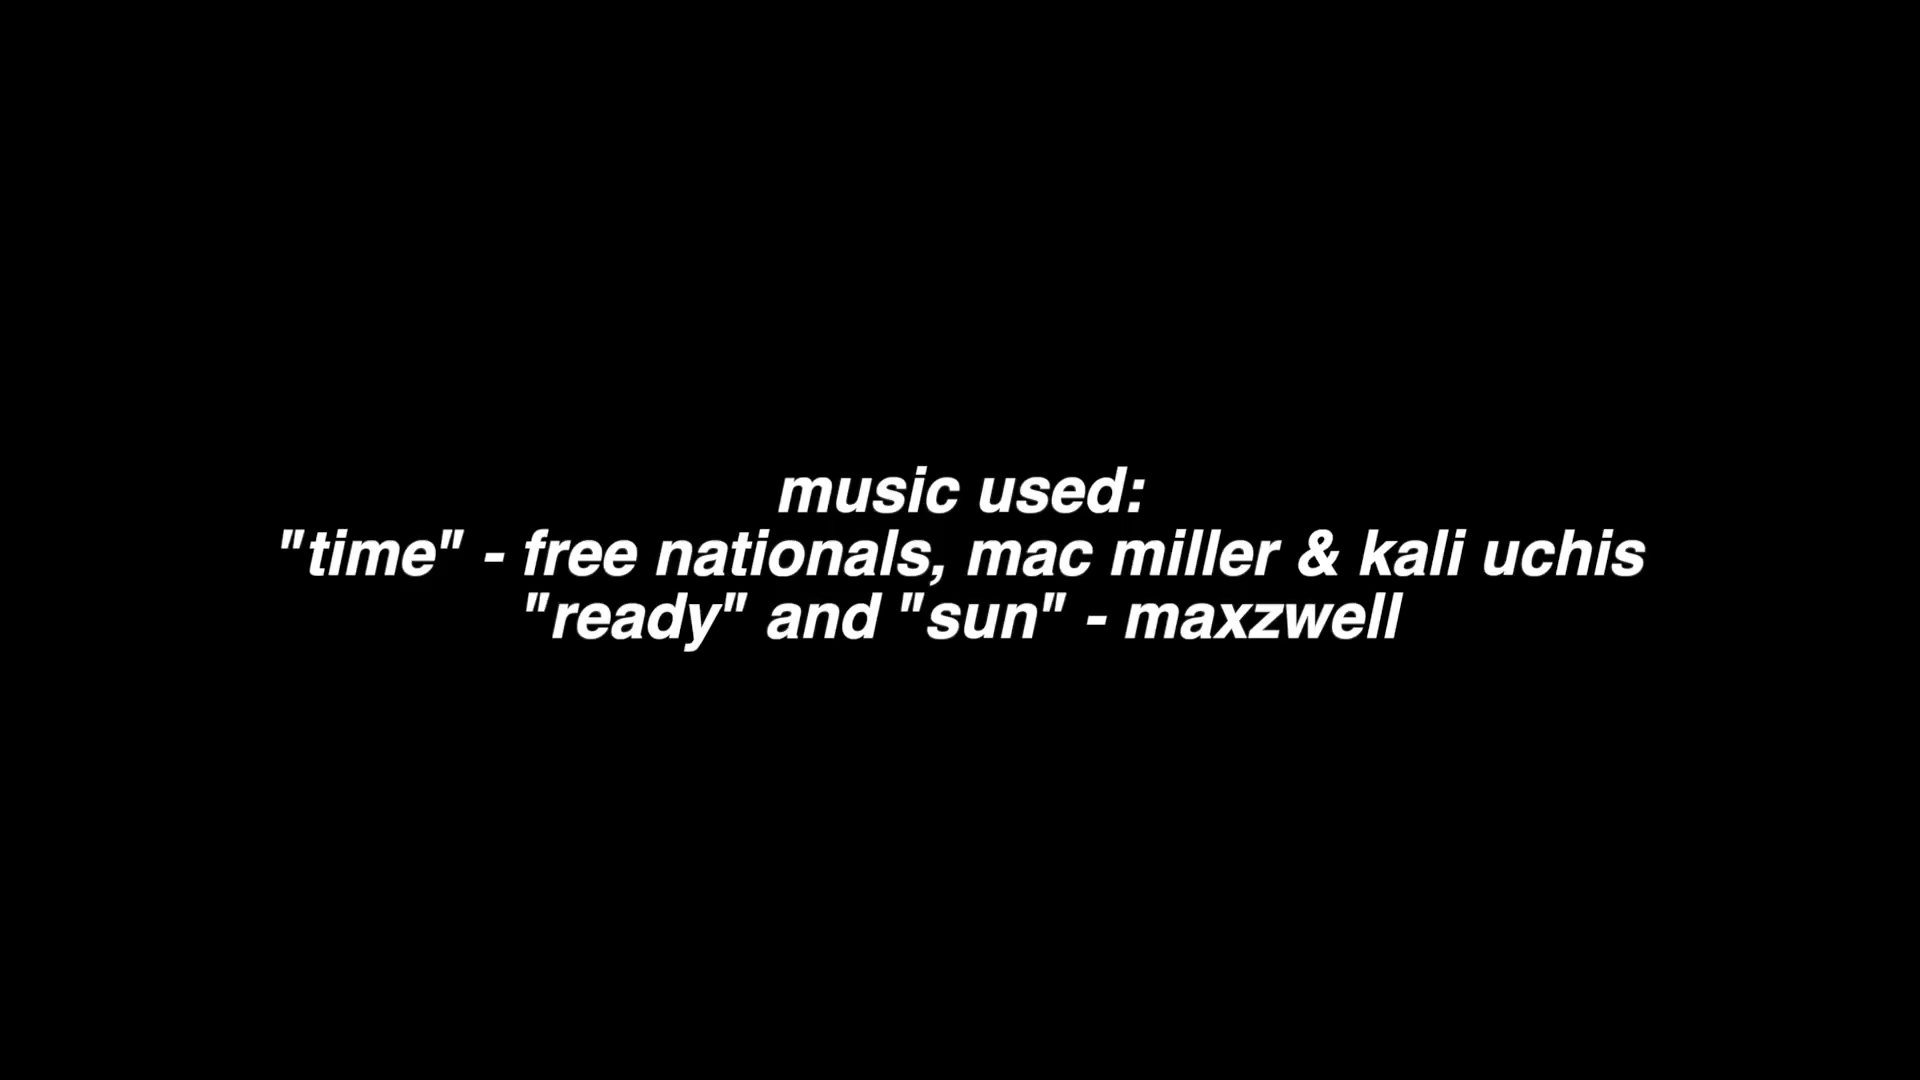 music used:
"time" - free nationals, mac miller & kali uchis
"ready" and "sun" - maxzwell